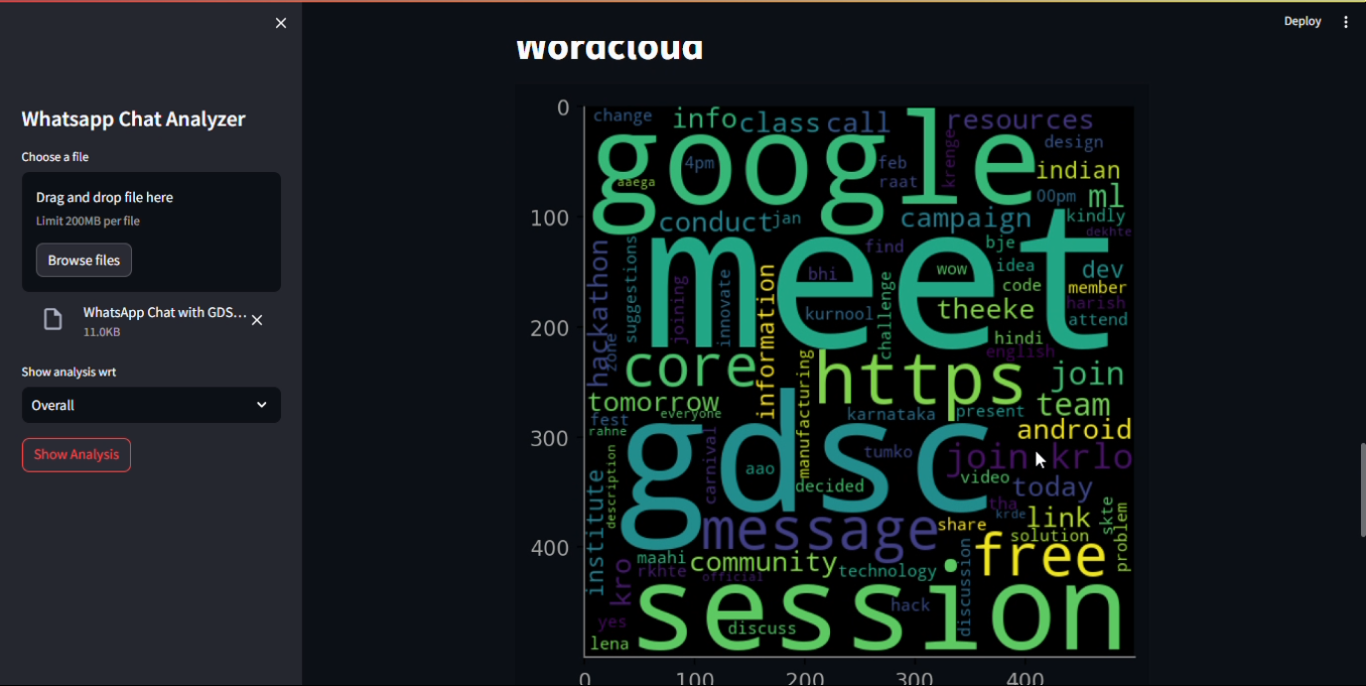 Deploy
Whatsapp Chat Analyzer
Choose a file
Drag and drop file here
Limit 200MB per file
Browse files
WhatsApp Chat with GDS...
11.0KB
Show analysis wrt
Overall
Show Analysis
Wordcloud
0
100
200
300
400
change
info
class
call
resources
google
4pm
aaega
feb
raat
krenge
design
indian
00pm
ml
conduct
jan
campaign
kindly
dekhte
meet
hackathon
suggestions
joining
innovate
information
bhi
kurnool
find
challenge
wow
bje
idea
code
dev
member
harish
attend
theeke
hindi
english
zone
core
manufacturing
https
join
tomorrow
everyone
fest
rahne
karnataka
present
team
android
gdsc
institute
description
carnival
aao
decided
tumko
join krlo
video
today
tha
krde
link
skte
problem
message
share
solution
free
maahi
rkhte
community
official
technology
discussion
kro
session
hack
yes
lena
discuss
0
100
200
300
400